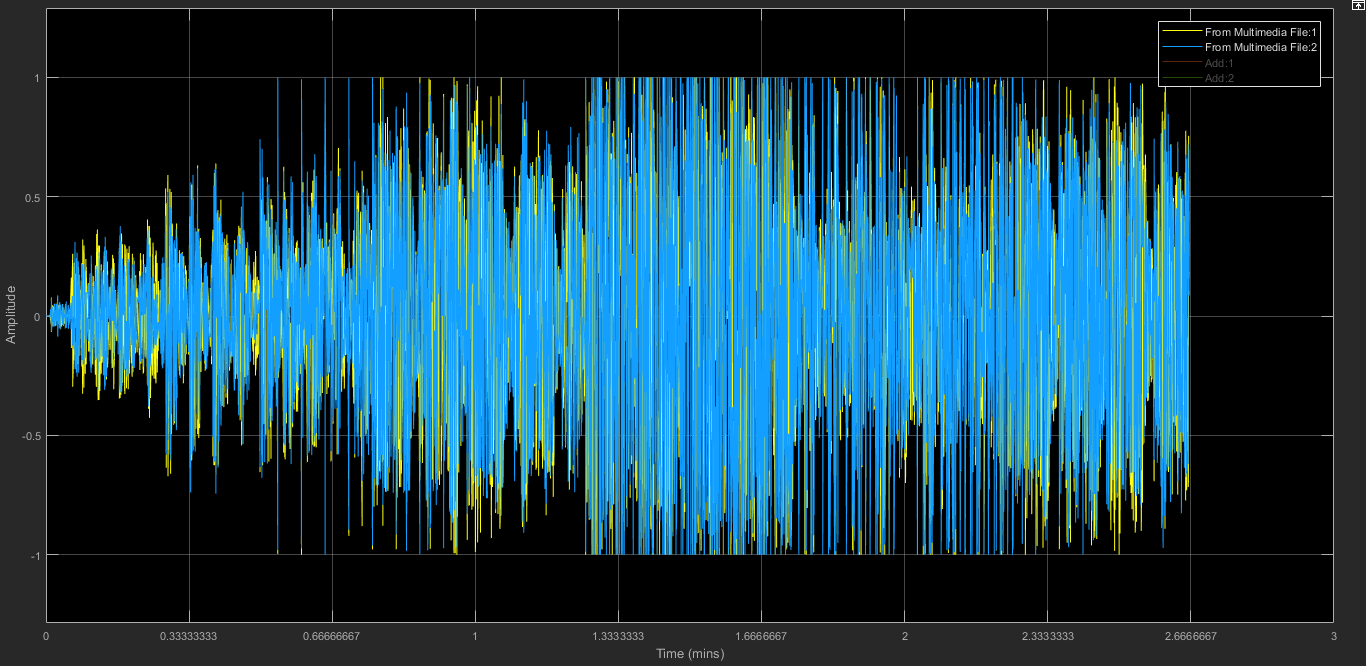 From Multimedia File:1
From Multimedia File:2
Add:1
Add:2
1
0.5
0
-0.5
-1
Amplitude
0
0.33333333
0.66666667
1
1.3333333
1.6666667
2
2.3333333
2.6666667
3
Time (mins)